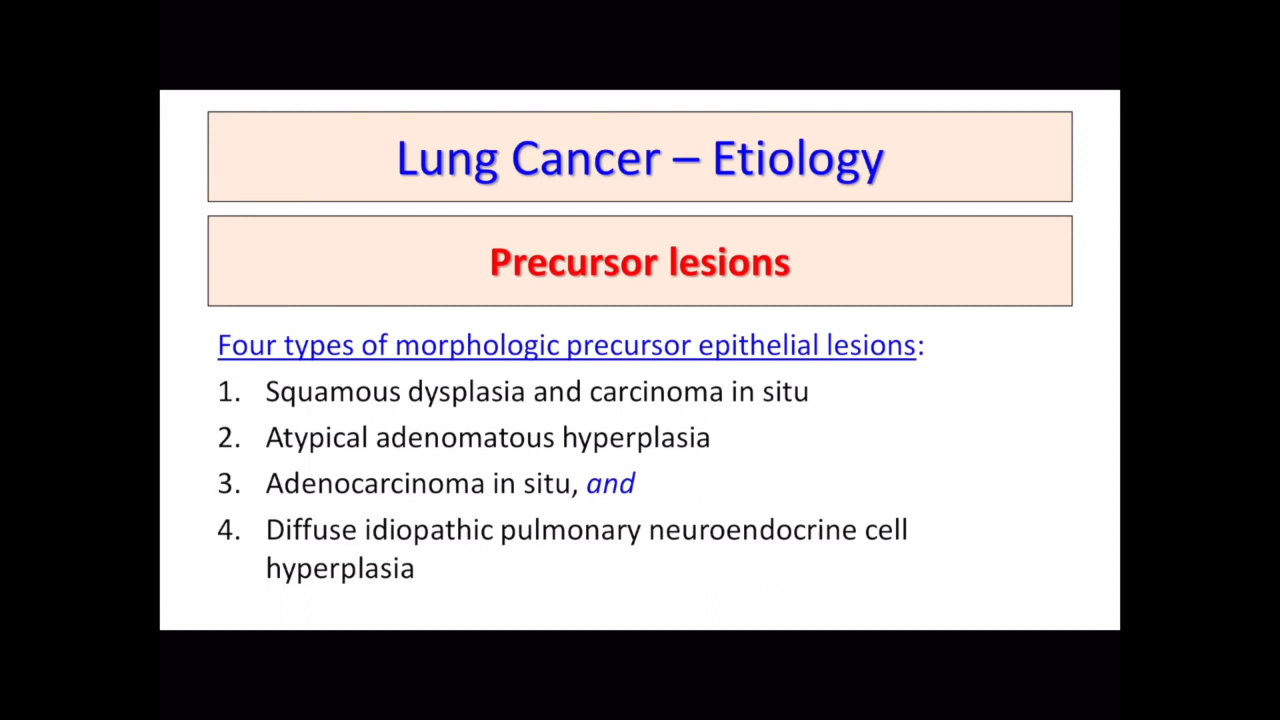 Lung Cancer – Etiology
Precursor lesions
Four types of morphologic precursor epithelial lesions:
1. Squamous dysplasia and carcinoma in situ
2. Atypical adenomatous hyperplasia
3. Adenocarcinoma in situ, and
4. Diffuse idiopathic pulmonary neuroendocrine cell
hyperplasia